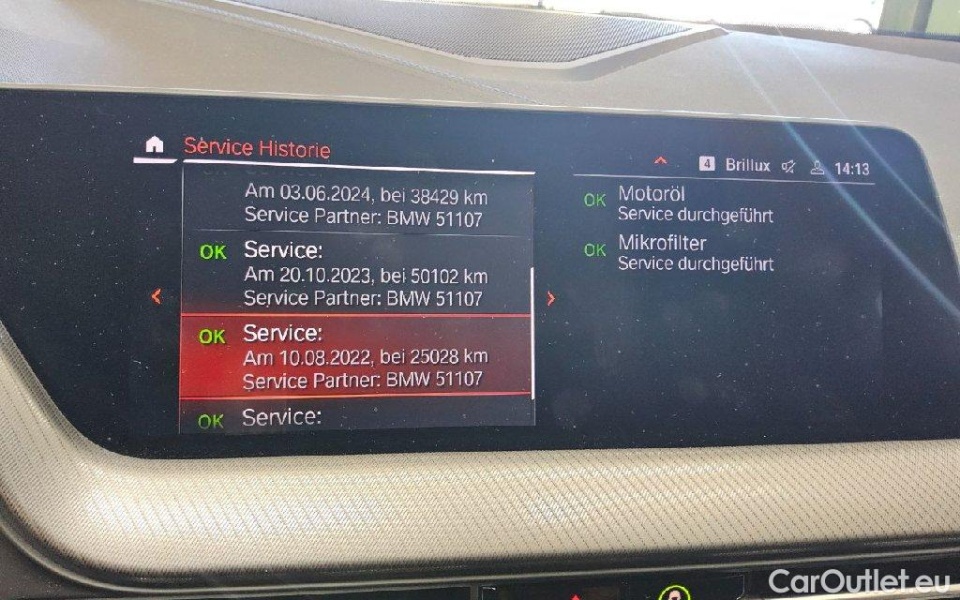 Service Historie
4 Brillux 14:13
Am 03.06.2024, bei 38429 km
Service Partner: BMW 51107
OK Service:
Am 20.10.2023, bei 50102 km
Service Partner: BMW 51107
OK Service:
Am 10.08.2022, bei 25028 km
Service Partner: BMW 51107
OK Service:
OK Motoröl
Service durchgeführt
OK Mikrofilter
Service durchgeführt
CarOutlet.eu